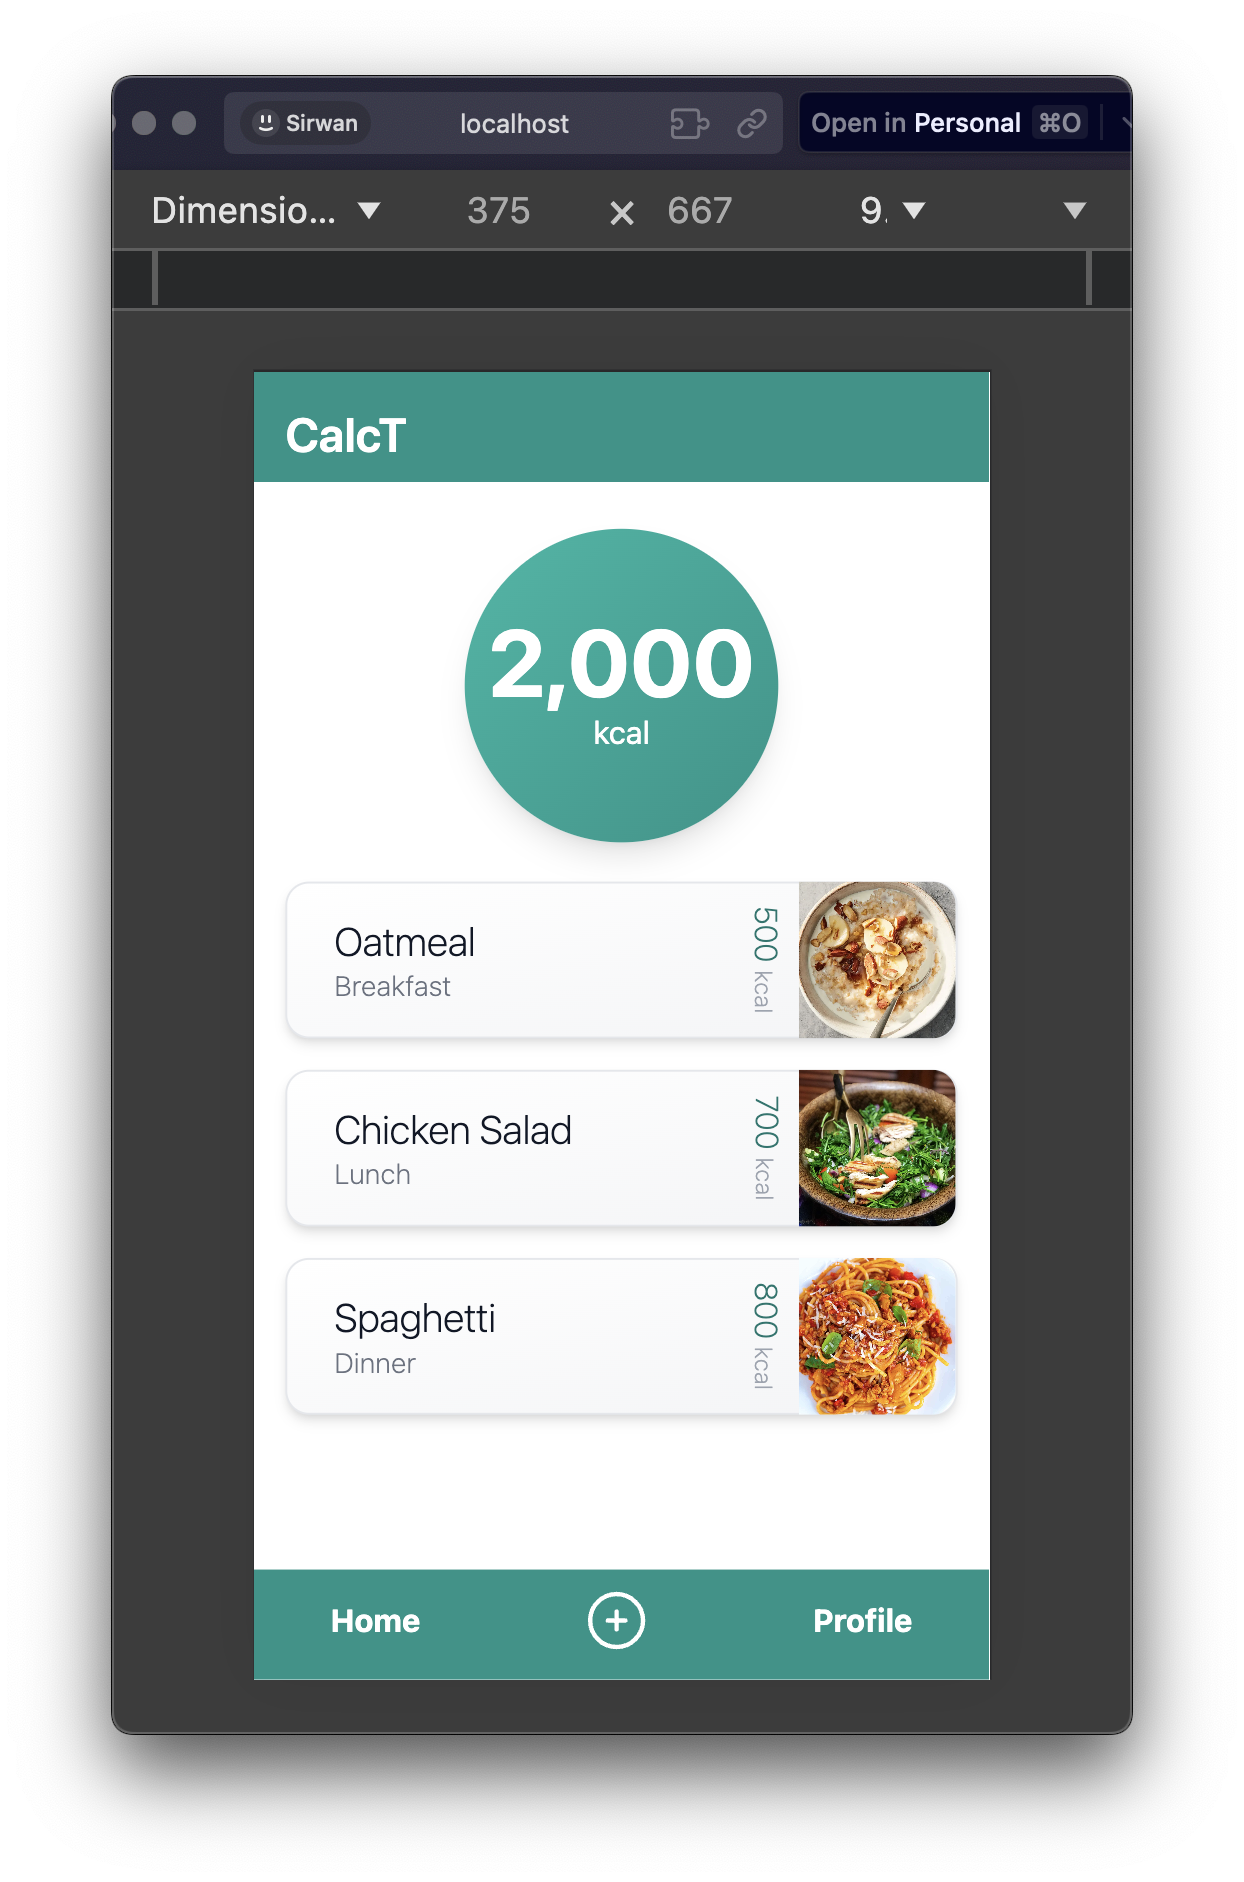 Sirwan
localhost
Open in Personal ⌘O
Dimensio... ▼
375 × 667
9. ▼
CalcT
2,000
kcal
Oatmeal
Breakfast
500 kcal
Chicken Salad
Lunch
700 kcal
Spaghetti
Dinner
800 kcal
Home
Profile